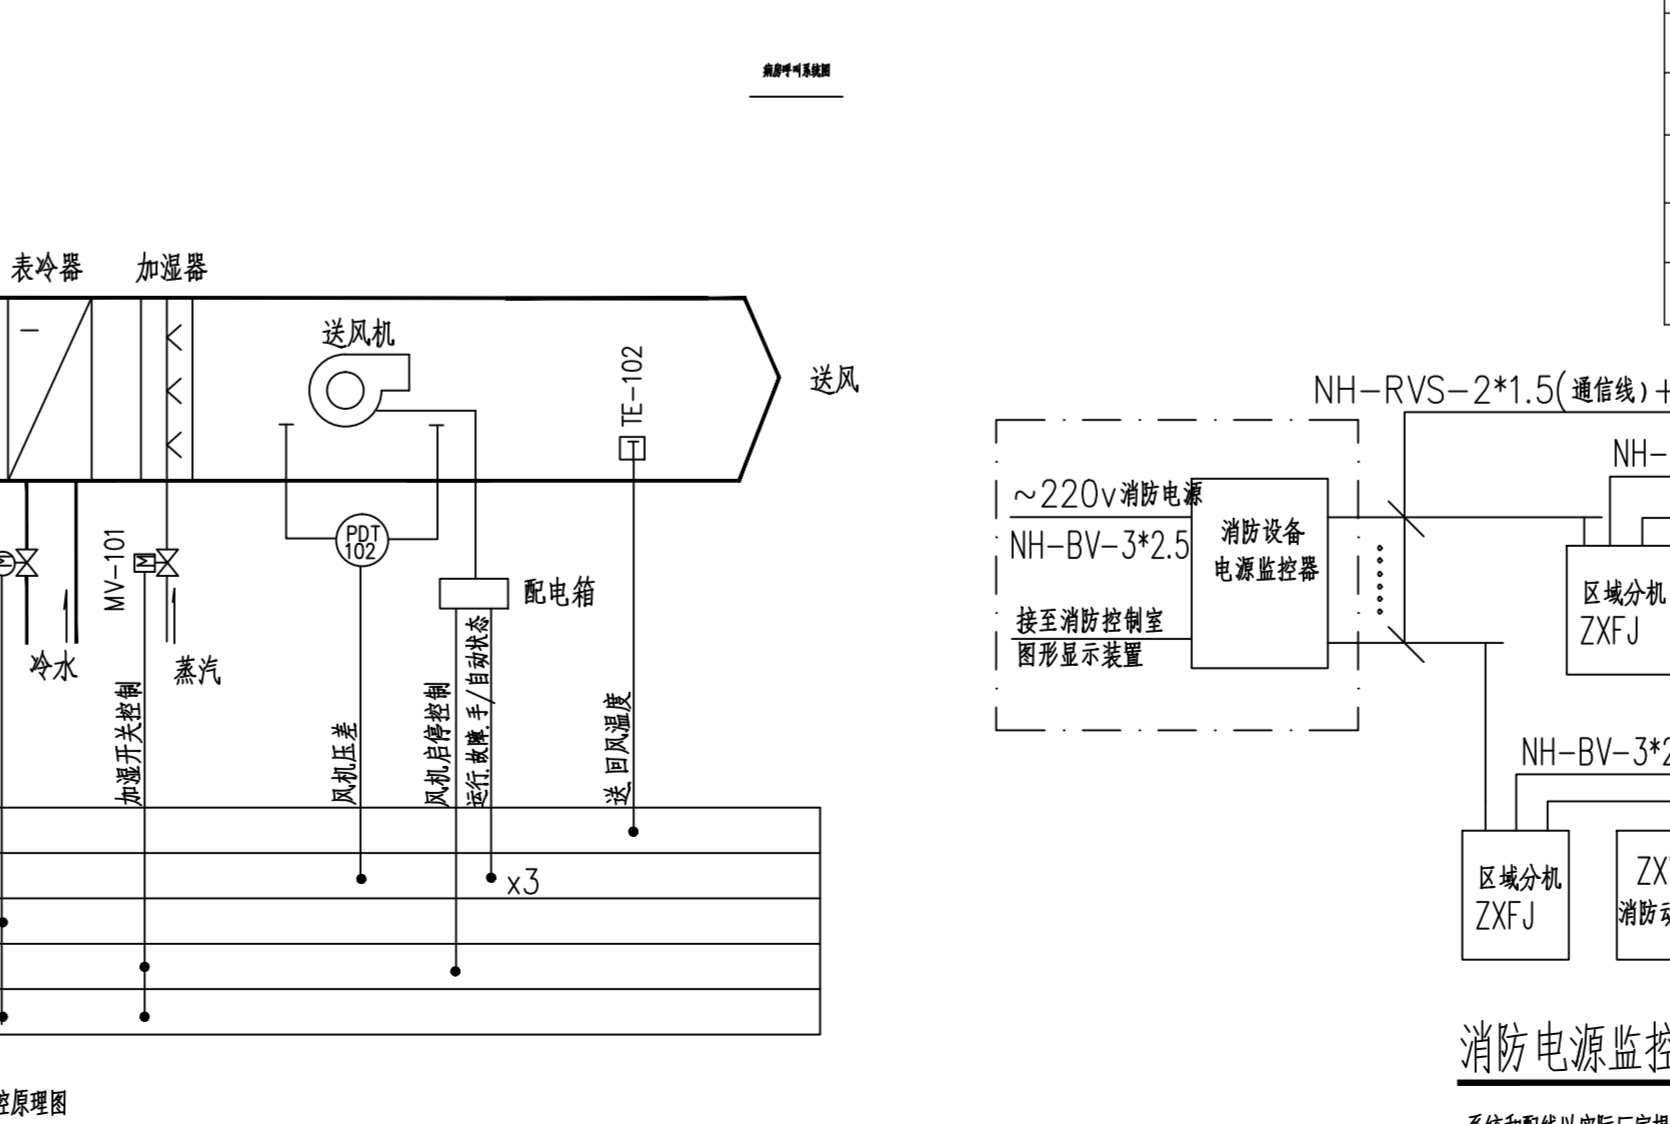 病房呼叫系统图
表冷器
加湿器
送风机
TE-102
送风
PDT
102
MV-101
M
配电箱
冷水
蒸汽
加湿开关控制
风机压差
风机启停控制
运行.故障.手/自动状态
送.回风温度
x3
控原理图
NH-RVS-2*1.5(通信线)+
NH-
~220v消防电源
NH-BV-3*2.5
接至消防控制室
图形显示装置
消防设备
电源监控器
区域分机
ZXFJ
NH-BV-3*2
区域分机
ZXFJ
ZX
消防
消防电源监控